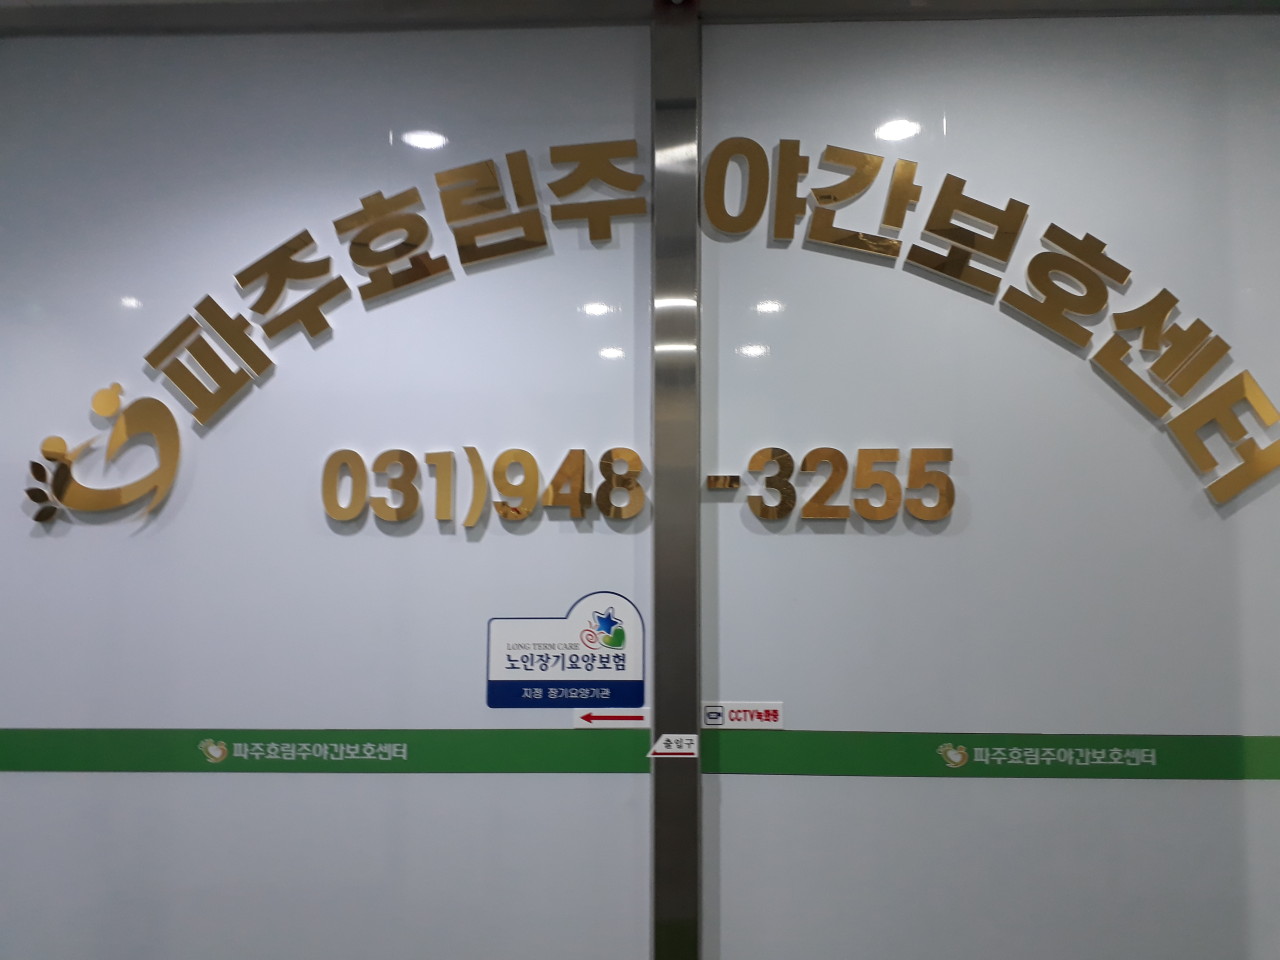 파주효림주야간보호센터
031)948-3255
LONG TERM CARE
노인장기요양보험
지정 장기요양기관
CCTV녹화중
출입구
파주효림주야간보호센터
파주효림주야간보호센터